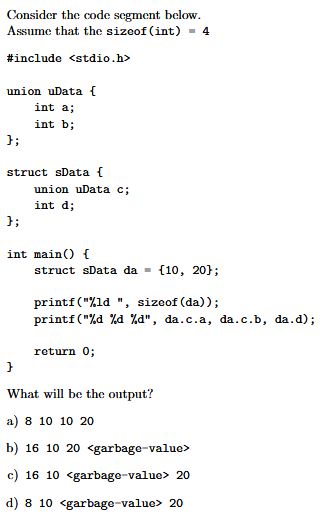 Consider the code segment below.
Assume that the sizeof(int) = 4
#include <stdio.h>
union uData {
int a;
int b;
};
struct sData {
union uData c;
int d;
};
int main() {
struct sData da = {10, 20};
printf("%ld ", sizeof(da));
printf("%d %d %d", da.c.a, da.c.b, da.d);
return 0;
}
What will be the output?
a) 8 10 10 20
b) 16 10 20 <garbage-value>
c) 16 10 <garbage-value> 20
d) 8 10 <garbage-value> 20